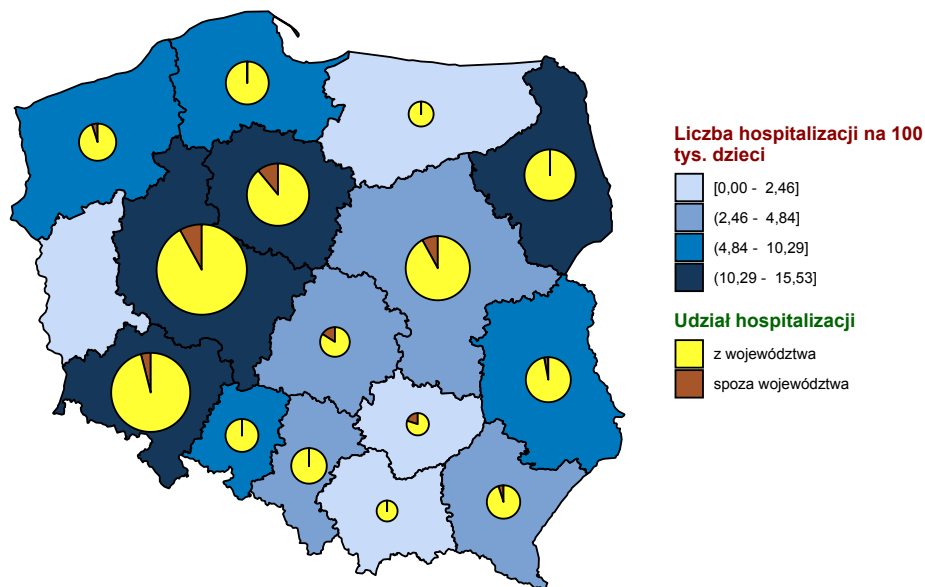 Liczba hospitalizacji na 100
tys. dzieci
[0,00 - 2,46]
(2,46 - 4,84]
(4,84 - 10,29]
(10,29 - 15,53]
Udział hospitalizacji
z województwa
spoza województwa